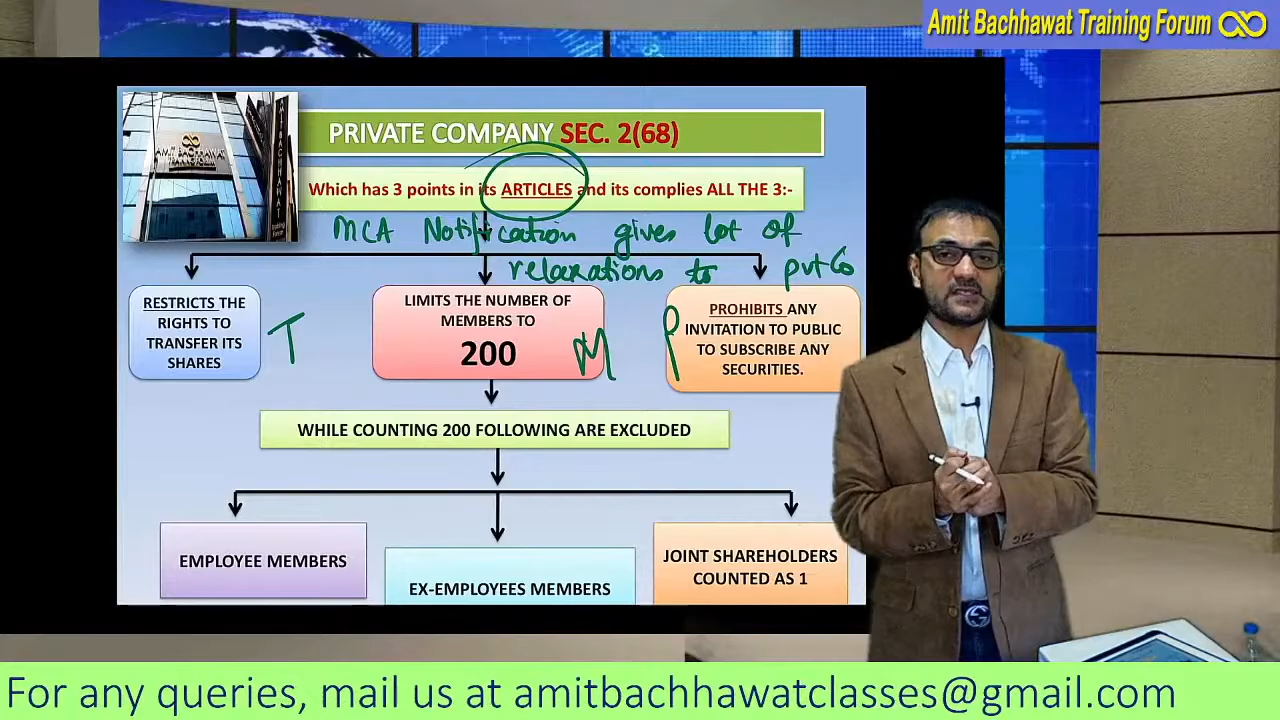 Amit Bachhawat Training Forum
PRIVATE COMPANY SEC. 2(68)
Which has 3 points in its ARTICLES and its complies ALL THE 3:-
MCA Notification gives lot of
relaxations to pvt Co
RESTRICTS THE
RIGHTS TO
TRANSFER ITS
SHARES
T
LIMITS THE NUMBER OF
MEMBERS TO
200
M
P
PROHIBITS ANY
INVITATION TO PUBLIC
TO SUBSCRIBE ANY
SECURITIES.
WHILE COUNTING 200 FOLLOWING ARE EXCLUDED
EMPLOYEE MEMBERS
EX-EMPLOYEES MEMBERS
JOINT SHAREHOLDERS
COUNTED AS 1
For any queries, mail us at amitbachhawatclasses@gmail.com